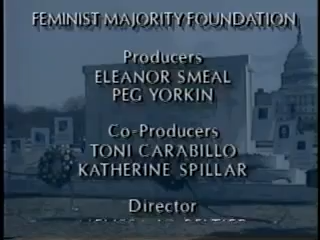 FEMINIST MAJORITY FOUNDATION
Producers
ELEANOR SMEAL
PEG YORKIN
Co-Producers
TONI CARABILLO
KATHERINE SPILLAR
Director